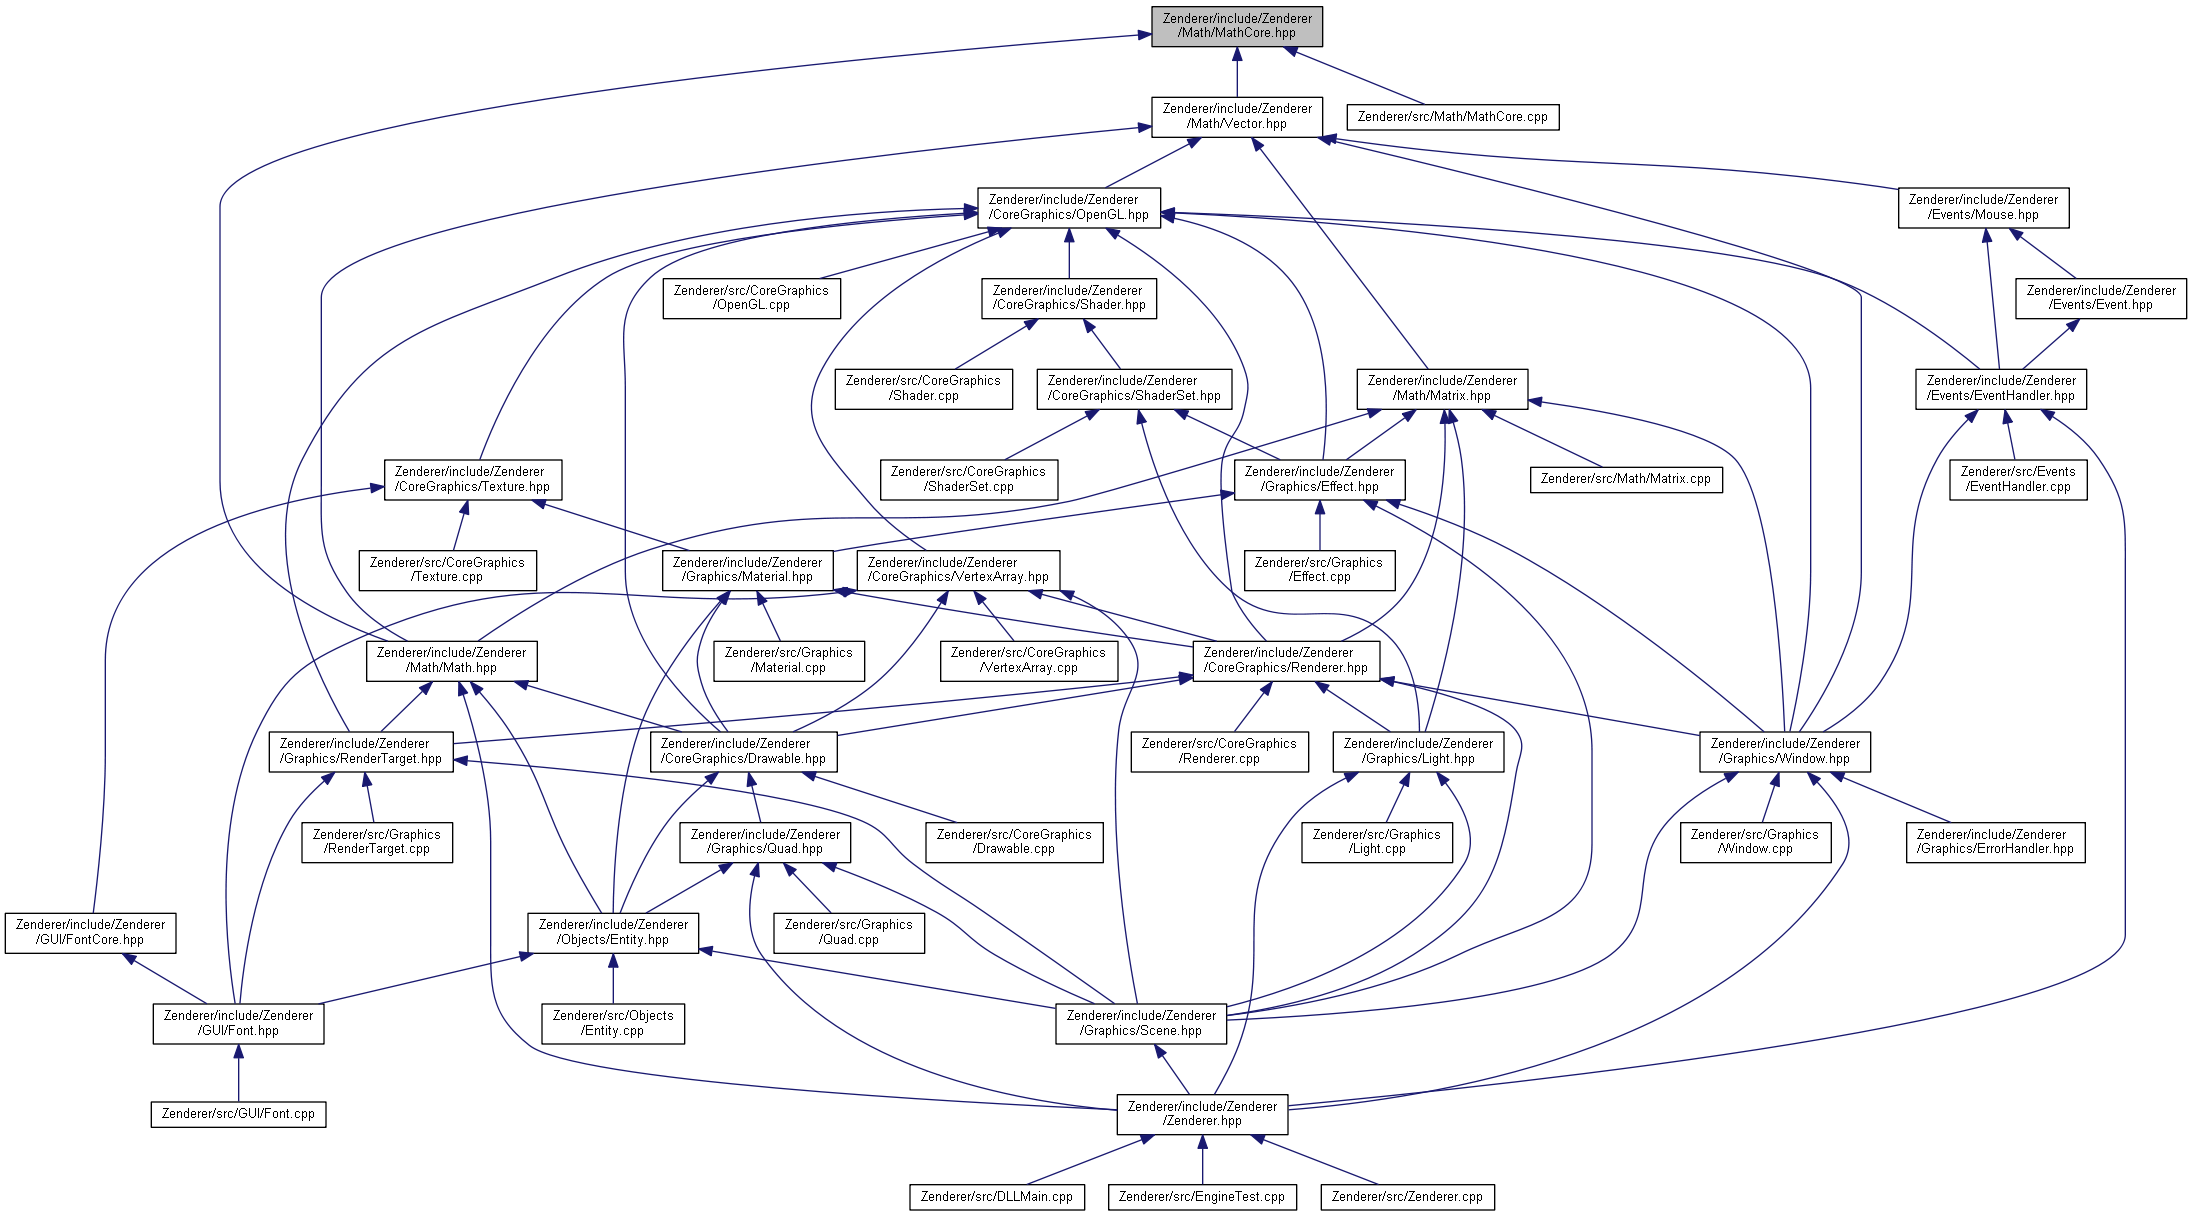 Zenderer/include/Zenderer
/Math/MathCore.hpp
Zenderer/include/Zenderer
/Math/Vector.hpp
Zenderer/src/Math/MathCore.cpp
Zenderer/include/Zenderer
/CoreGraphics/OpenGL.hpp
Zenderer/include/Zenderer
/Events/Mouse.hpp
Zenderer/src/CoreGraphics
/OpenGL.cpp
Zenderer/include/Zenderer
/CoreGraphics/Shader.hpp
Zenderer/include/Zenderer
/Events/Event.hpp
Zenderer/src/CoreGraphics
/Shader.cpp
Zenderer/include/Zenderer
/CoreGraphics/ShaderSet.hpp
Zenderer/include/Zenderer
/Math/Matrix.hpp
Zenderer/include/Zenderer
/Events/EventHandler.hpp
Zenderer/include/Zenderer
/CoreGraphics/Texture.hpp
Zenderer/src/CoreGraphics
/ShaderSet.cpp
Zenderer/include/Zenderer
/Graphics/Effect.hpp
Zenderer/src/Math/Matrix.cpp
Zenderer/src/Events
/EventHandler.cpp
Zenderer/src/CoreGraphics
/Texture.cpp
Zenderer/include/Zenderer
/Graphics/Material.hpp
Zenderer/include/Zenderer
/CoreGraphics/VertexArray.hpp
Zenderer/src/Graphics
/Effect.cpp
Zenderer/include/Zenderer
/Math/Math.hpp
Zenderer/src/Graphics
/Material.cpp
Zenderer/src/CoreGraphics
/VertexArray.cpp
Zenderer/include/Zenderer
/CoreGraphics/Renderer.hpp
Zenderer/include/Zenderer
/Graphics/RenderTarget.hpp
Zenderer/include/Zenderer
/CoreGraphics/Drawable.hpp
Zenderer/src/CoreGraphics
/Renderer.cpp
Zenderer/include/Zenderer
/Graphics/Light.hpp
Zenderer/include/Zenderer
/Graphics/Window.hpp
Zenderer/src/Graphics
/RenderTarget.cpp
Zenderer/include/Zenderer
/Graphics/Quad.hpp
Zenderer/src/CoreGraphics
/Drawable.cpp
Zenderer/src/Graphics
/Light.cpp
Zenderer/src/Graphics
/Window.cpp
Zenderer/include/Zenderer
/Graphics/ErrorHandler.hpp
Zenderer/include/Zenderer
/GUI/FontCore.hpp
Zenderer/include/Zenderer
/Objects/Entity.hpp
Zenderer/src/Graphics
/Quad.cpp
Zenderer/include/Zenderer
/GUI/Font.hpp
Zenderer/src/Objects
/Entity.cpp
Zenderer/include/Zenderer
/Graphics/Scene.hpp
Zenderer/src/GUI/Font.cpp
Zenderer/include/Zenderer
/Zenderer.hpp
Zenderer/src/DLLMain.cpp
Zenderer/src/EngineTest.cpp
Zenderer/src/Zenderer.cpp